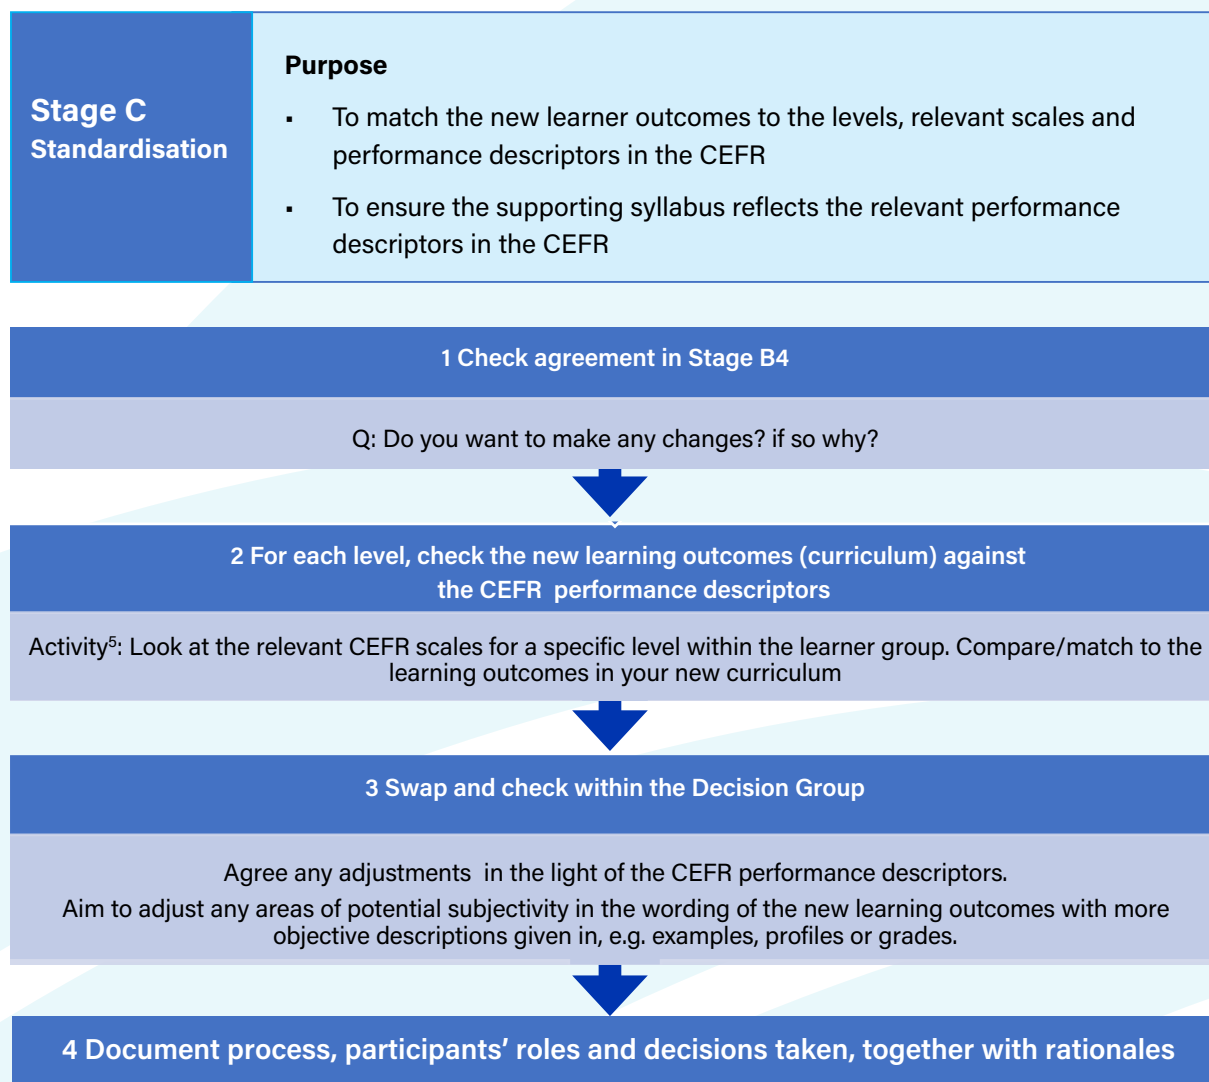 Stage C
Standardisation
Purpose
▪ To match the new learner outcomes to the levels, relevant scales and
performance descriptors in the CEFR
▪ To ensure the supporting syllabus reflects the relevant performance
descriptors in the CEFR
1 Check agreement in Stage B4
Q: Do you want to make any changes? if so why?
2 For each level, check the new learning outcomes (curriculum) against
the CEFR performance descriptors
Activity⁵: Look at the relevant CEFR scales for a specific level within the learner group. Compare/match to the
learning outcomes in your new curriculum
3 Swap and check within the Decision Group
Agree any adjustments in the light of the CEFR performance descriptors.
Aim to adjust any areas of potential subjectivity in the wording of the new learning outcomes with more
objective descriptions given in, e.g. examples, profiles or grades.
4 Document process, participants’ roles and decisions taken, together with rationales